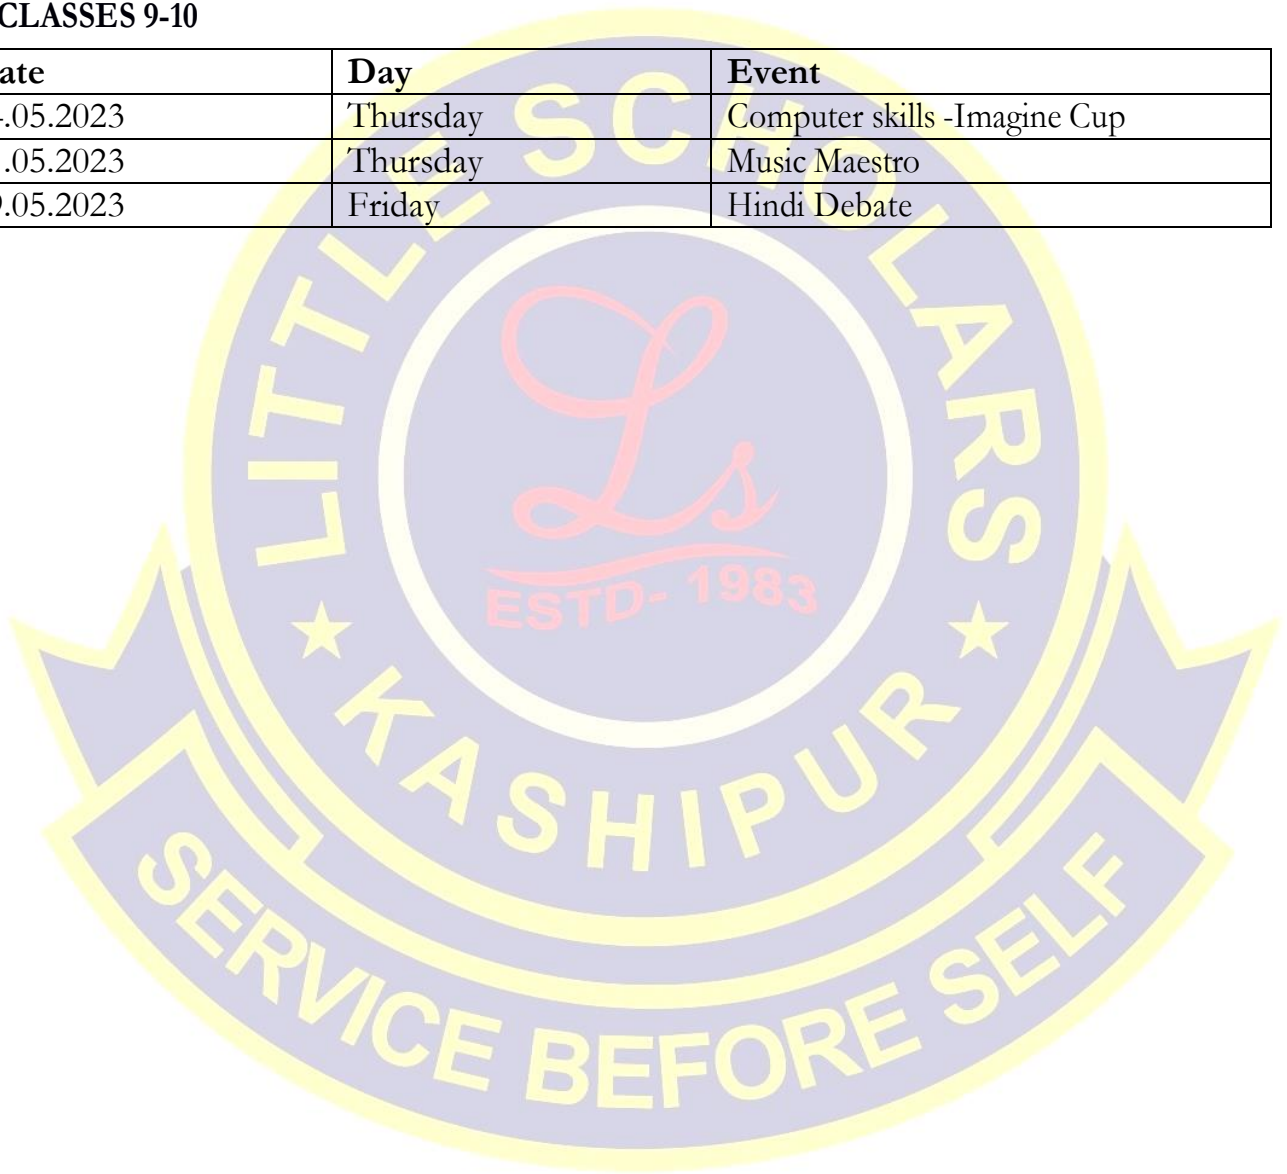 CLASSES 9-10
ate Day Event
.05.2023 Thursday Computer skills -Imagine Cup
.05.2023 Thursday Music Maestro
.05.2023 Friday Hindi Debate
LITTLE SCHOLARS
Ls
ESTD- 1983
KASHIPUR
SERVICE BEFORE SELF